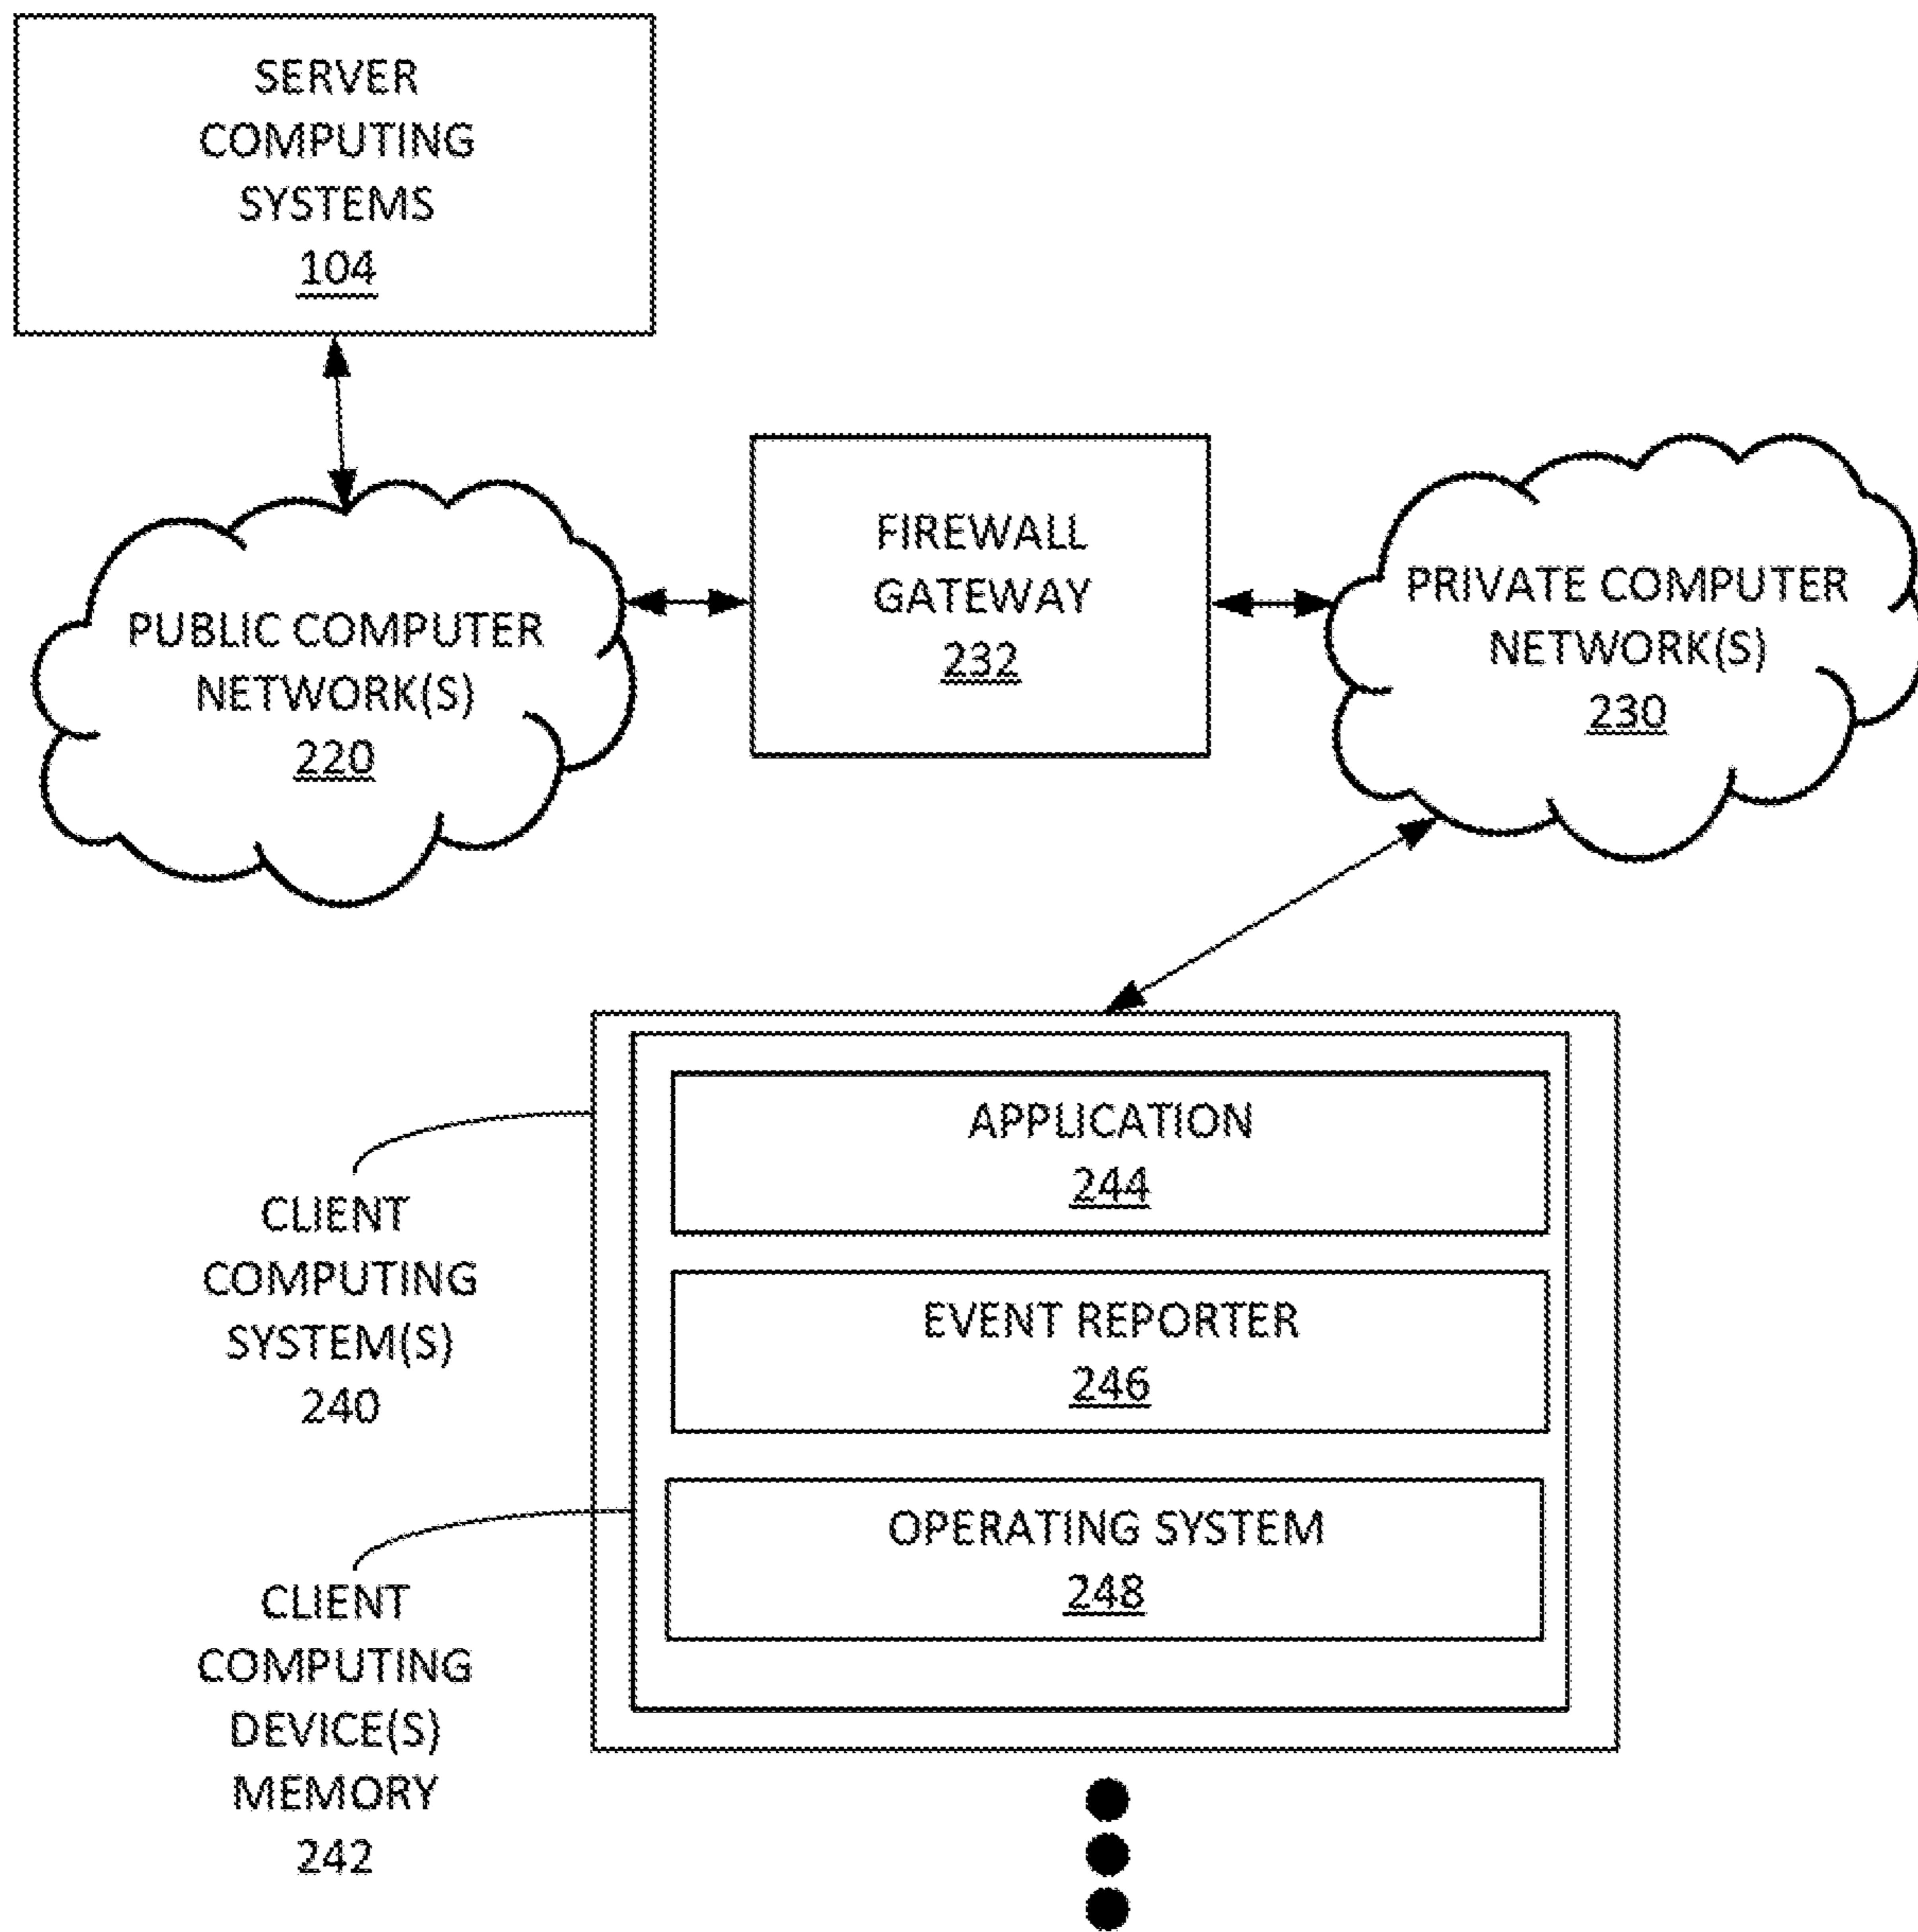 SERVER
COMPUTING
SYSTEMS
104
FIREWALL
GATEWAY
232
PUBLIC COMPUTER
NETWORK(S)
220
PRIVATE COMPUTER
NETWORK(S)
230
APPLICATION
244
EVENT REPORTER
246
OPERATING SYSTEM
248
CLIENT
COMPUTING
SYSTEM(S)
240
CLIENT
COMPUTING
DEVICE(S)
MEMORY
242